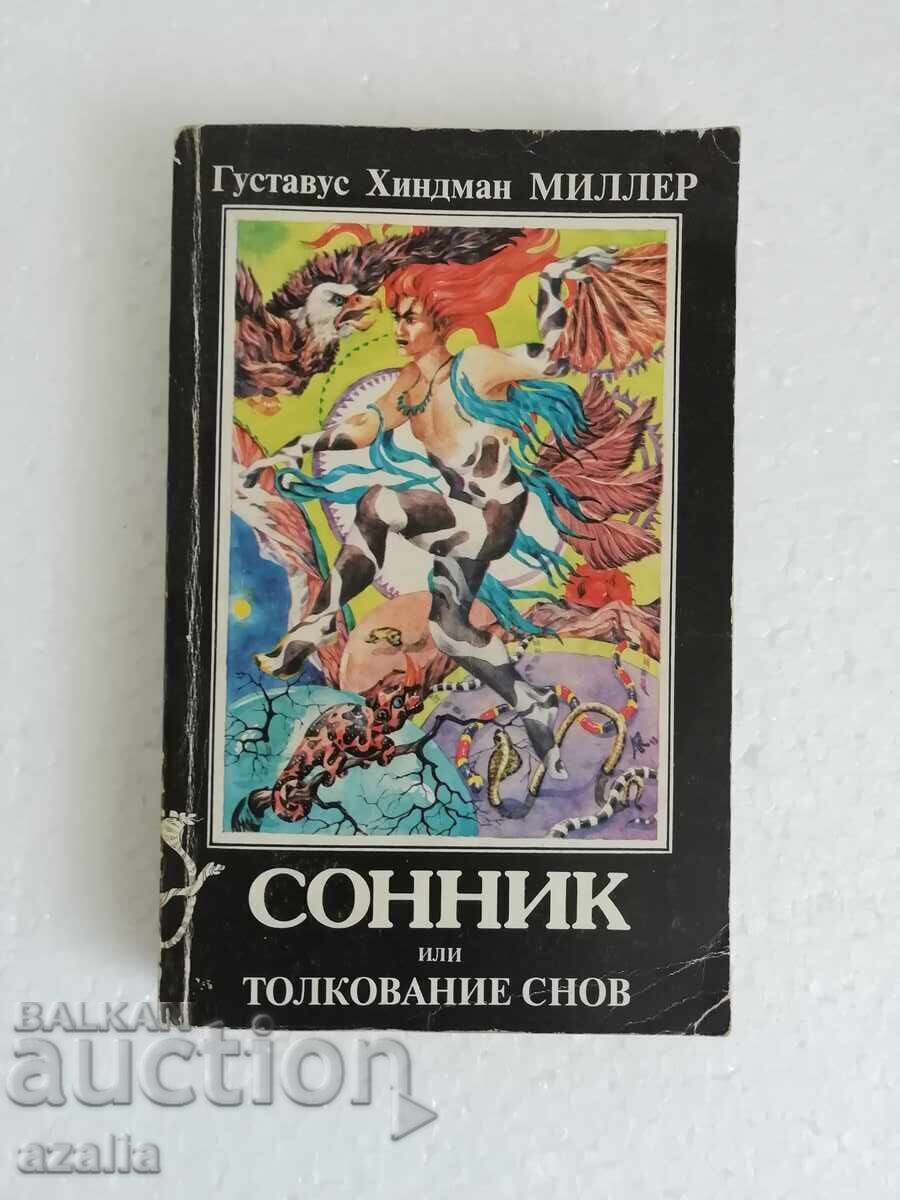 Густавус Хиндман МИЛЛЕР
СОННИК
или
ТОЛКОВАНИЕ СНОВ
BALKAN
auction
azalia